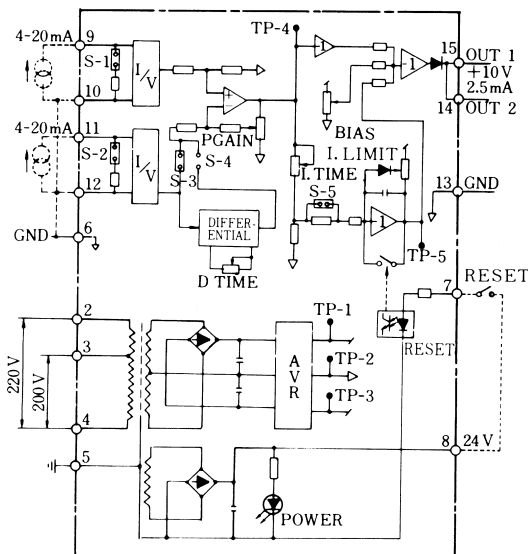 TP-4
4-20mA 9
S-1
I/V
10
4-20mA 11
S-2
I/V
12
GND 6
+
−
PGAIN
S-3
S-4
DIFFER-
ENTIAL
D TIME
1
-1
BIAS
I. TIME
I. LIMIT
S-5
1
TP-5
15 OUT 1
+10V
2.5mA
14 OUT 2
13 GND
7 RESET
RESET
2
3
4
5
220V
200V
AVR
TP-1
TP-2
TP-3
8 24V
POWER